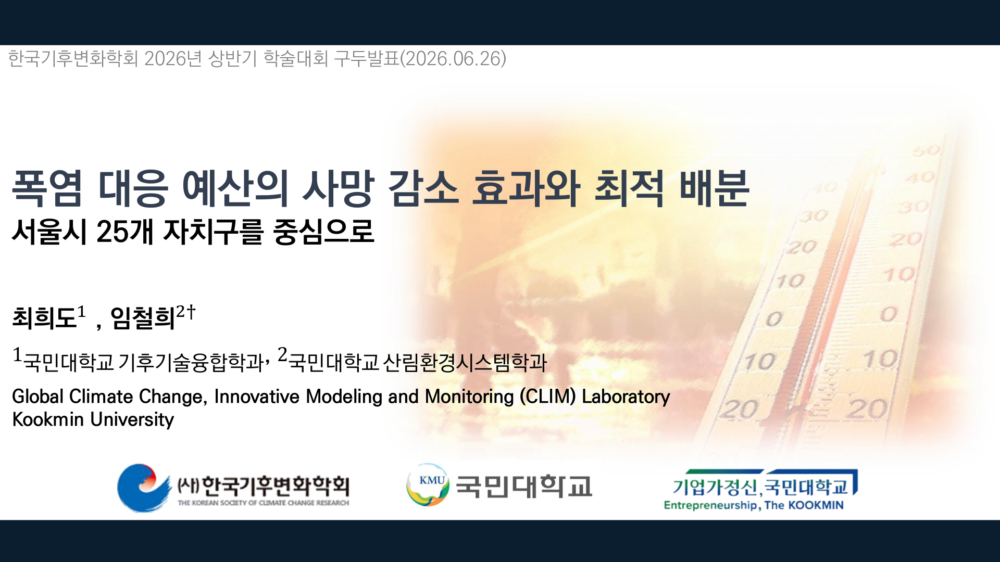 한국기후변화학회 2026년 상반기 학술대회 구두발표(2026.06.26)
폭염 대응 예산의 사망 감소 효과와 최적 배분
서울시 25개 자치구를 중심으로
최희도1 , 임철희2†
1국민대학교 기후기술융합학과, 2국민대학교 산림환경시스템학과
Global Climate Change, Innovative Modeling and Monitoring (CLIM) Laboratory
Kookmin University
50
40 40
30 30
20 20
10 10
0 0
10 10
20 20
30
(사)한국기후변화학회
THE KOREAN SOCIETY OF CLIMATE CHANGE RESEARCH
KMU 국민대학교
기업가정신,국민대학교
Entrepreneurship, The KOOKMIN